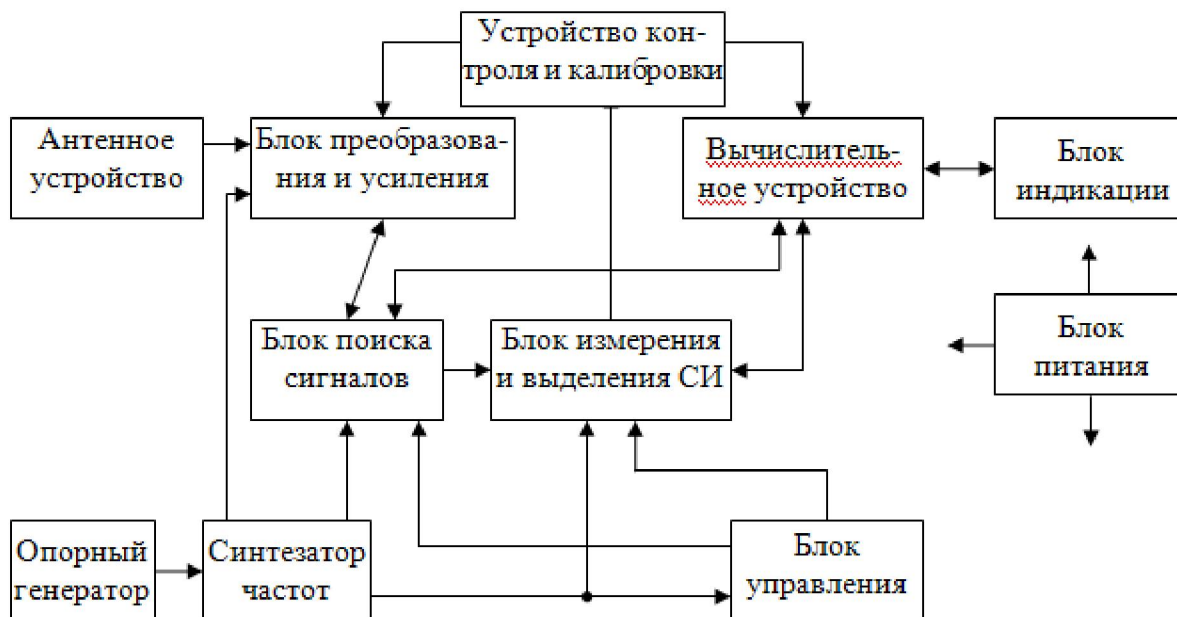 Устройство кон-
троля и калибровки
Антенное
устройство
Блок преобразова-
ния и усиления
Вычислитель-
ное устройство
Блок
индикации
Блок поиска
сигналов
Блок измерения
и выделения СИ
Блок
питания
Опорный
генератор
Синтезатор
частот
Блок
управления